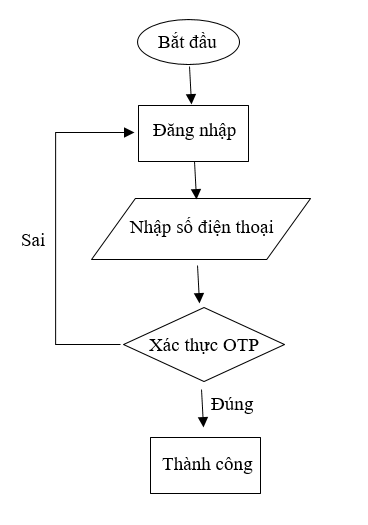 Bắt đầu
Đăng nhập
Nhập số điện thoại
Sai
Xác thực OTP
Đúng
Thành công